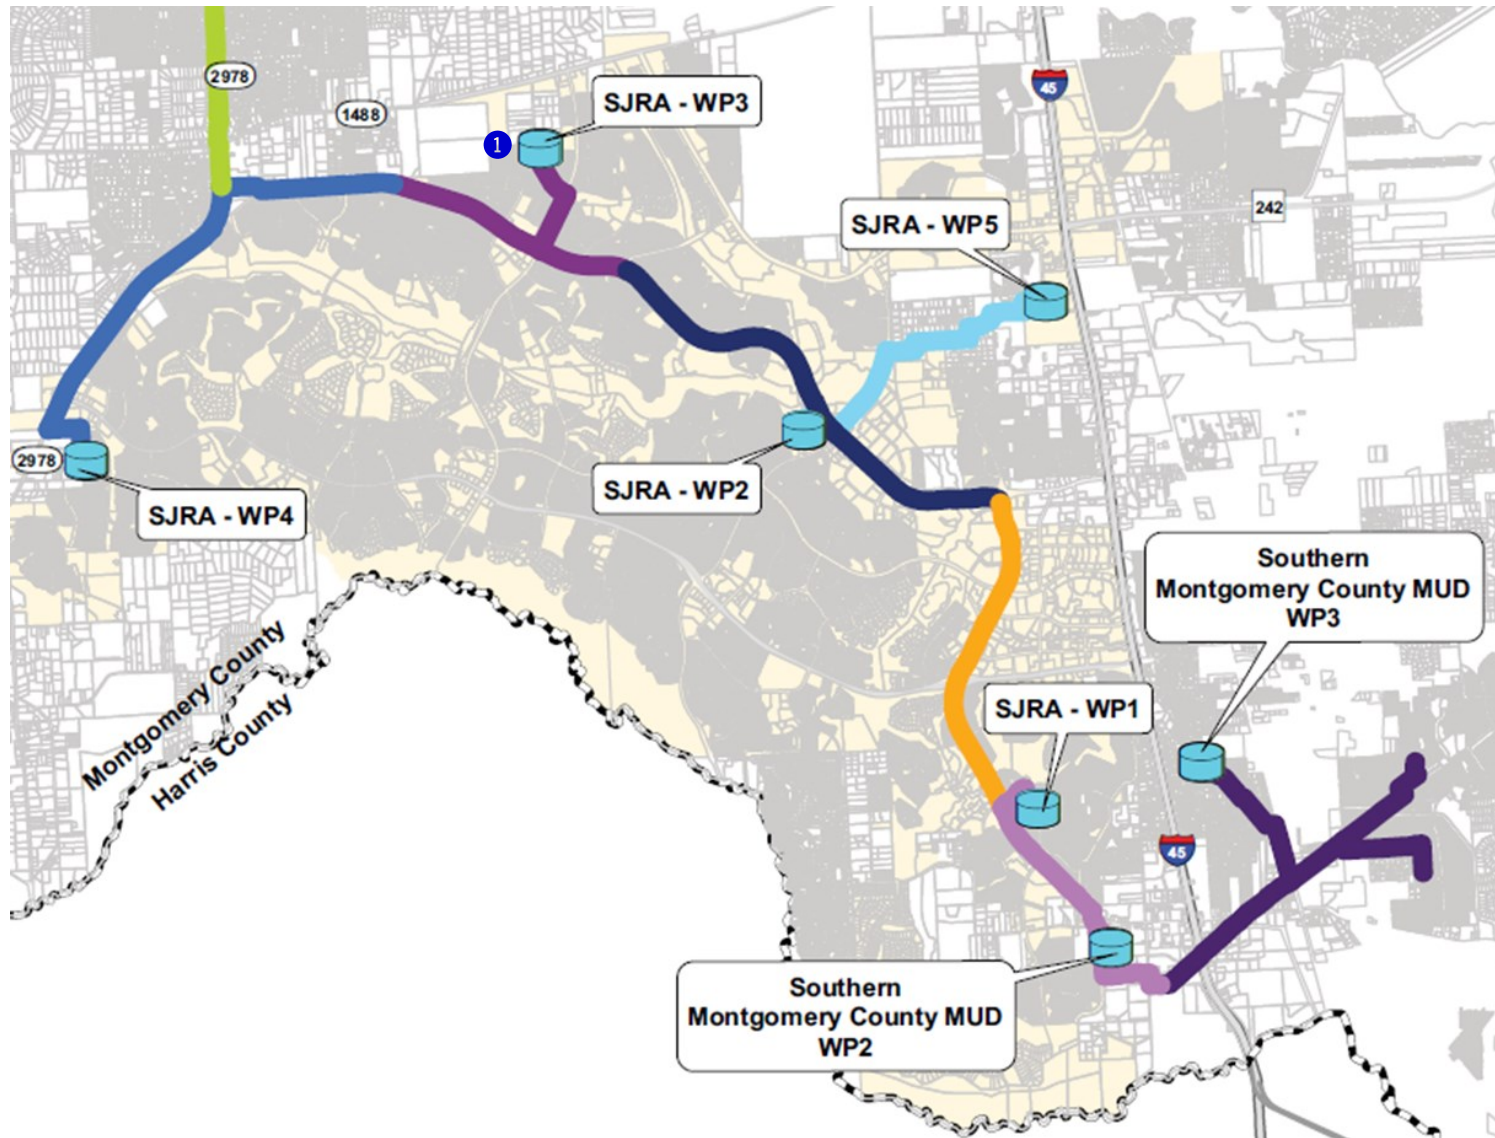 2978
1488
1
SJRA - WP3
45
242
SJRA - WP5
2978
SJRA - WP4
SJRA - WP2
Southern
Montgomery County MUD
WP3
Montgomery County
Harris County
SJRA - WP1
45
Southern
Montgomery County MUD
WP2